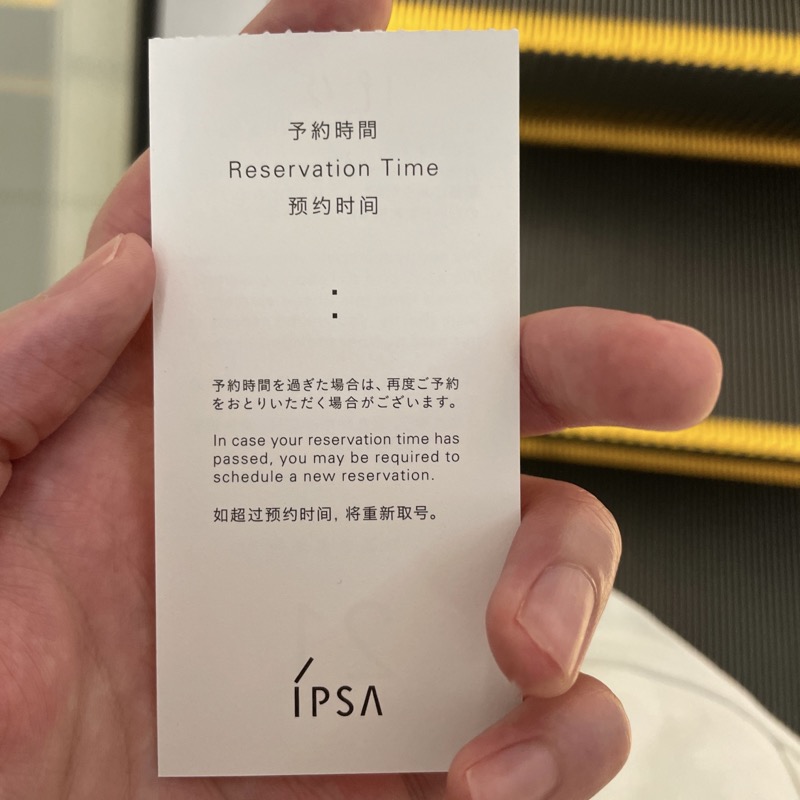 予約時間
Reservation Time
预约时间
:
予約時間を過ぎた場合は、再度ご予約
をおとりいただく場合がございます。
In case your reservation time has
passed, you may be required to
schedule a new reservation.
如超过预约时间, 将重新取号。
IPSA